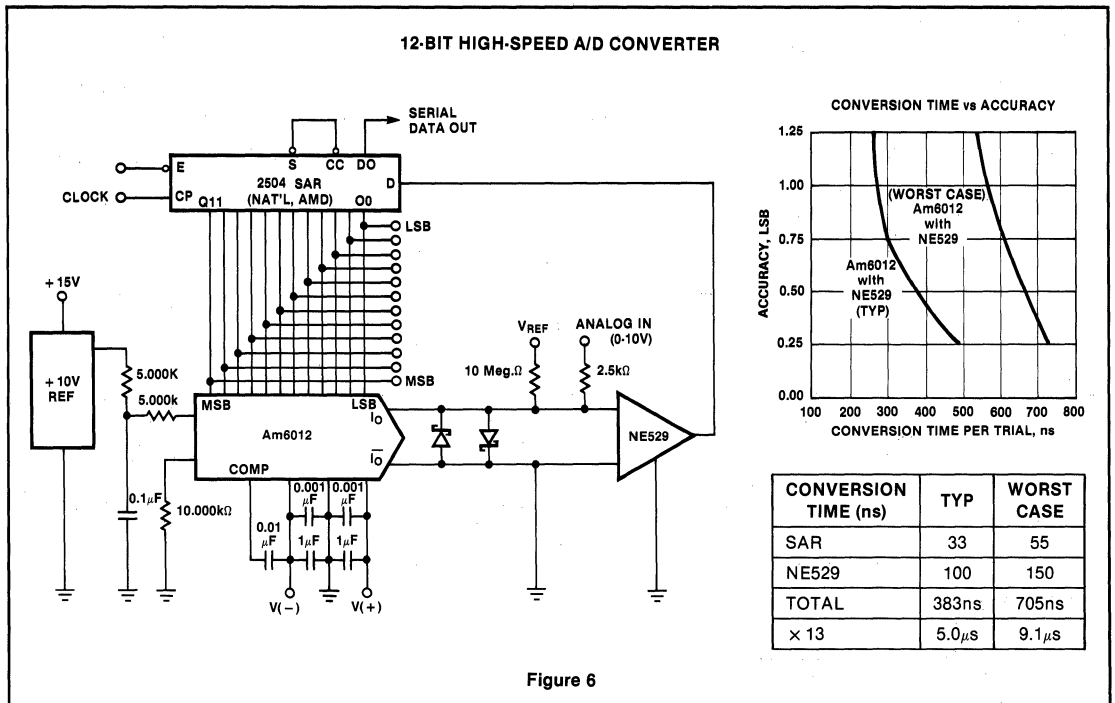 12-BIT HIGH-SPEED A/D CONVERTER
SERIAL
DATA OUT
E
S
CC
DO
D
2504 SAR
(NAT'L, AMD)
CLOCK
CP
Q11
O0
LSB
MSB
+15V
+10V
REF
5.000K
5.000k
0.1μF
10.000kΩ
MSB
LSB
Am6012
IO
IO
COMP
0.01
μF
0.001
μF
0.001
μF
1μF
1μF
V(−)
V(+)
VREF
10 Meg.Ω
ANALOG IN
(0-10V)
2.5kΩ
NE529
CONVERSION TIME vs ACCURACY
ACCURACY, LSB
1.25
1.00
0.75
0.50
0.25
0.00
(WORST CASE)
Am6012
with
NE529
Am6012
with
NE529
(TYP)
100 200 300 400 500 600 700 800
CONVERSION TIME PER TRIAL, ns
CONVERSION TIME (ns) TYP WORST CASE
SAR 33 55
NE529 100 150
TOTAL 383ns 705ns
× 13 5.0μs 9.1μs
Figure 6